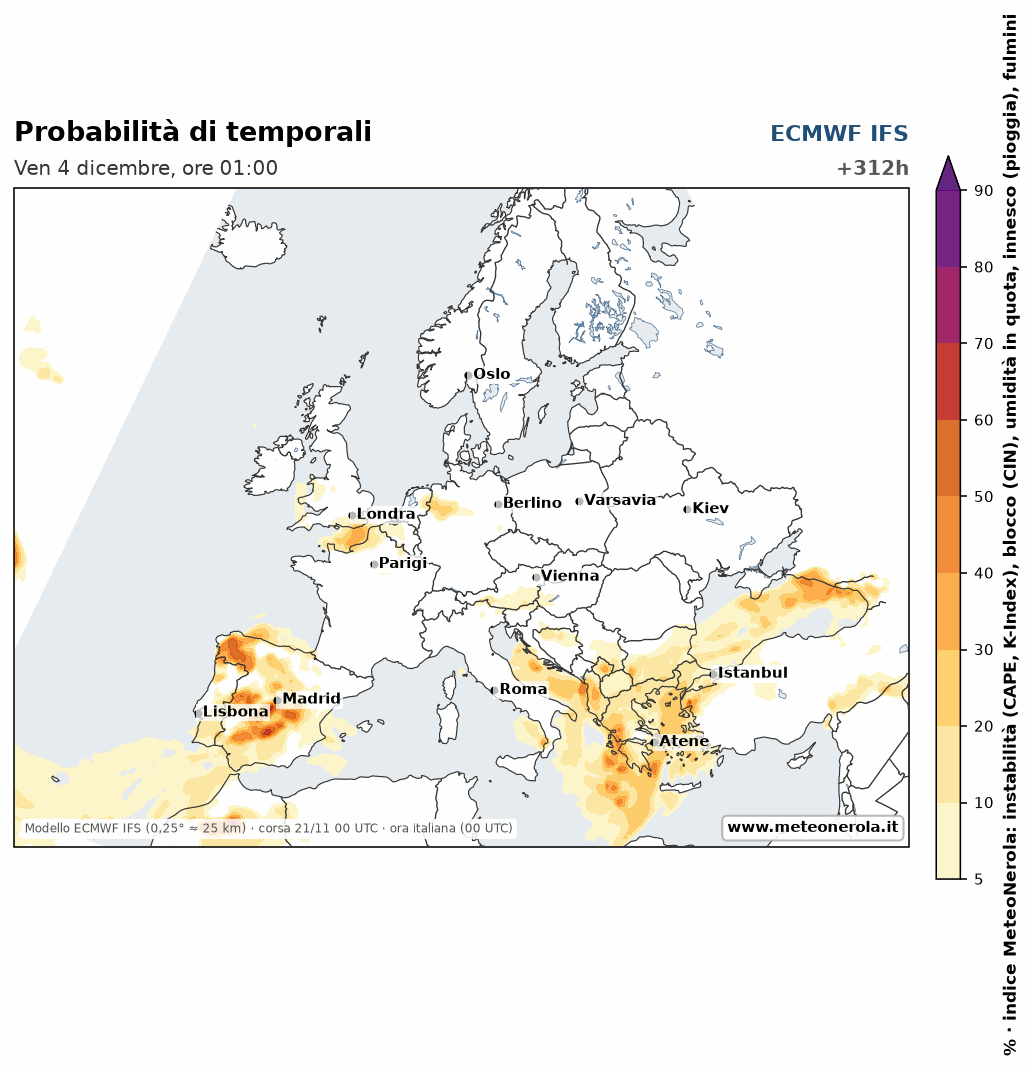 Probabilità di temporali
ECMWF IFS
Ven 4 dicembre, ore 01:00
+312h
Oslo
Berlino
Varsavia
Kiev
Londra
Parigi
Vienna
Istanbul
Roma
Madrid
Lisbona
Atene
Modello ECMWF IFS (0,25° ≈ 25 km) · corsa 21/11 00 UTC · ora italiana (00 UTC)
www.meteonerola.it
90
80
70
60
50
40
30
20
10
5
% · indice MeteoNerola: instabilità (CAPE, K-Index), blocco (CIN), umidità in quota, innesco (pioggia), fulmini